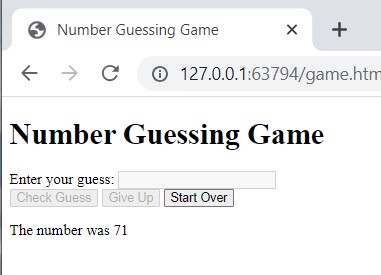 Number Guessing Game
127.0.0.1:63794/game.htm
Number Guessing Game
Enter your guess:
Check Guess Give Up Start Over
The number was 71